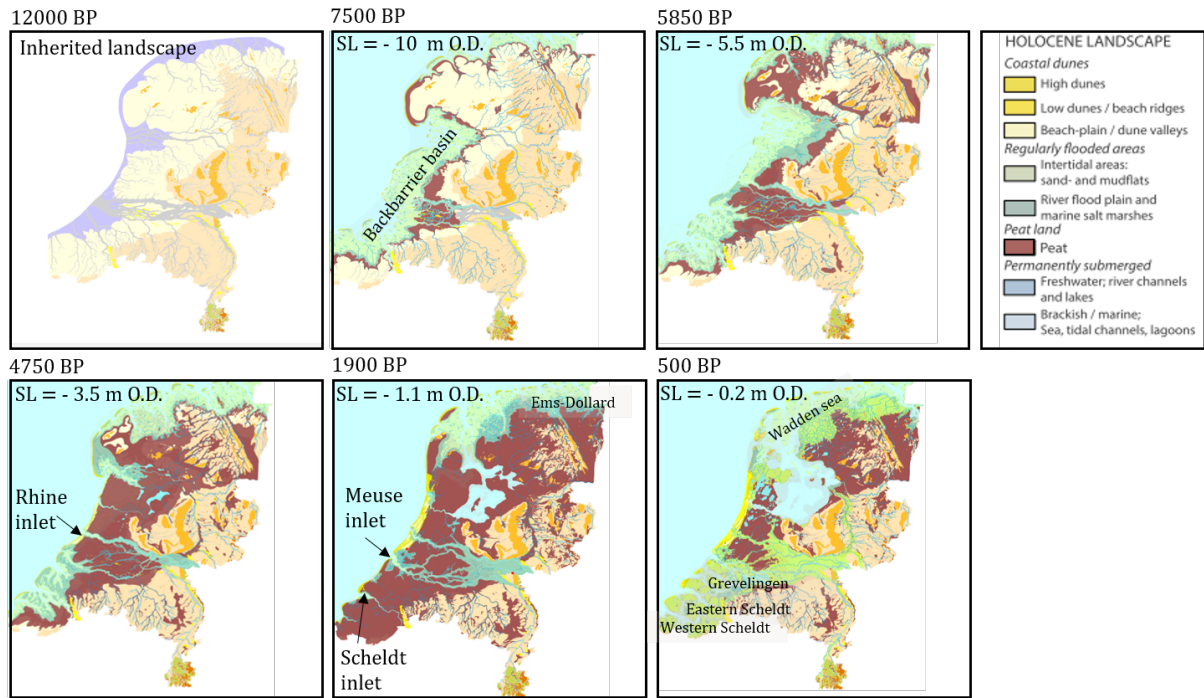 12000 BP
Inherited landscape
7500 BP
SL = - 10 m O.D.
Backbarrier basin
5850 BP
SL = - 5.5 m O.D.
HOLOCENE LANDSCAPE
Coastal dunes
High dunes
Low dunes / beach ridges
Beach-plain / dune valleys
Regularly flooded areas
Intertidal areas:
sand- and mudflats
River flood plain and
marine salt marshes
Peat land
Peat
Permanently submerged
Freshwater; river channels
and lakes
Brackish / marine;
Sea, tidal channels, lagoons
4750 BP
SL = - 3.5 m O.D.
Rhine
inlet
1900 BP
SL = - 1.1 m O.D.
Ems-Dollard
Meuse
inlet
Scheldt
inlet
500 BP
SL = - 0.2 m O.D.
Wadden sea
Grevelingen
Eastern Scheldt
Western Scheldt